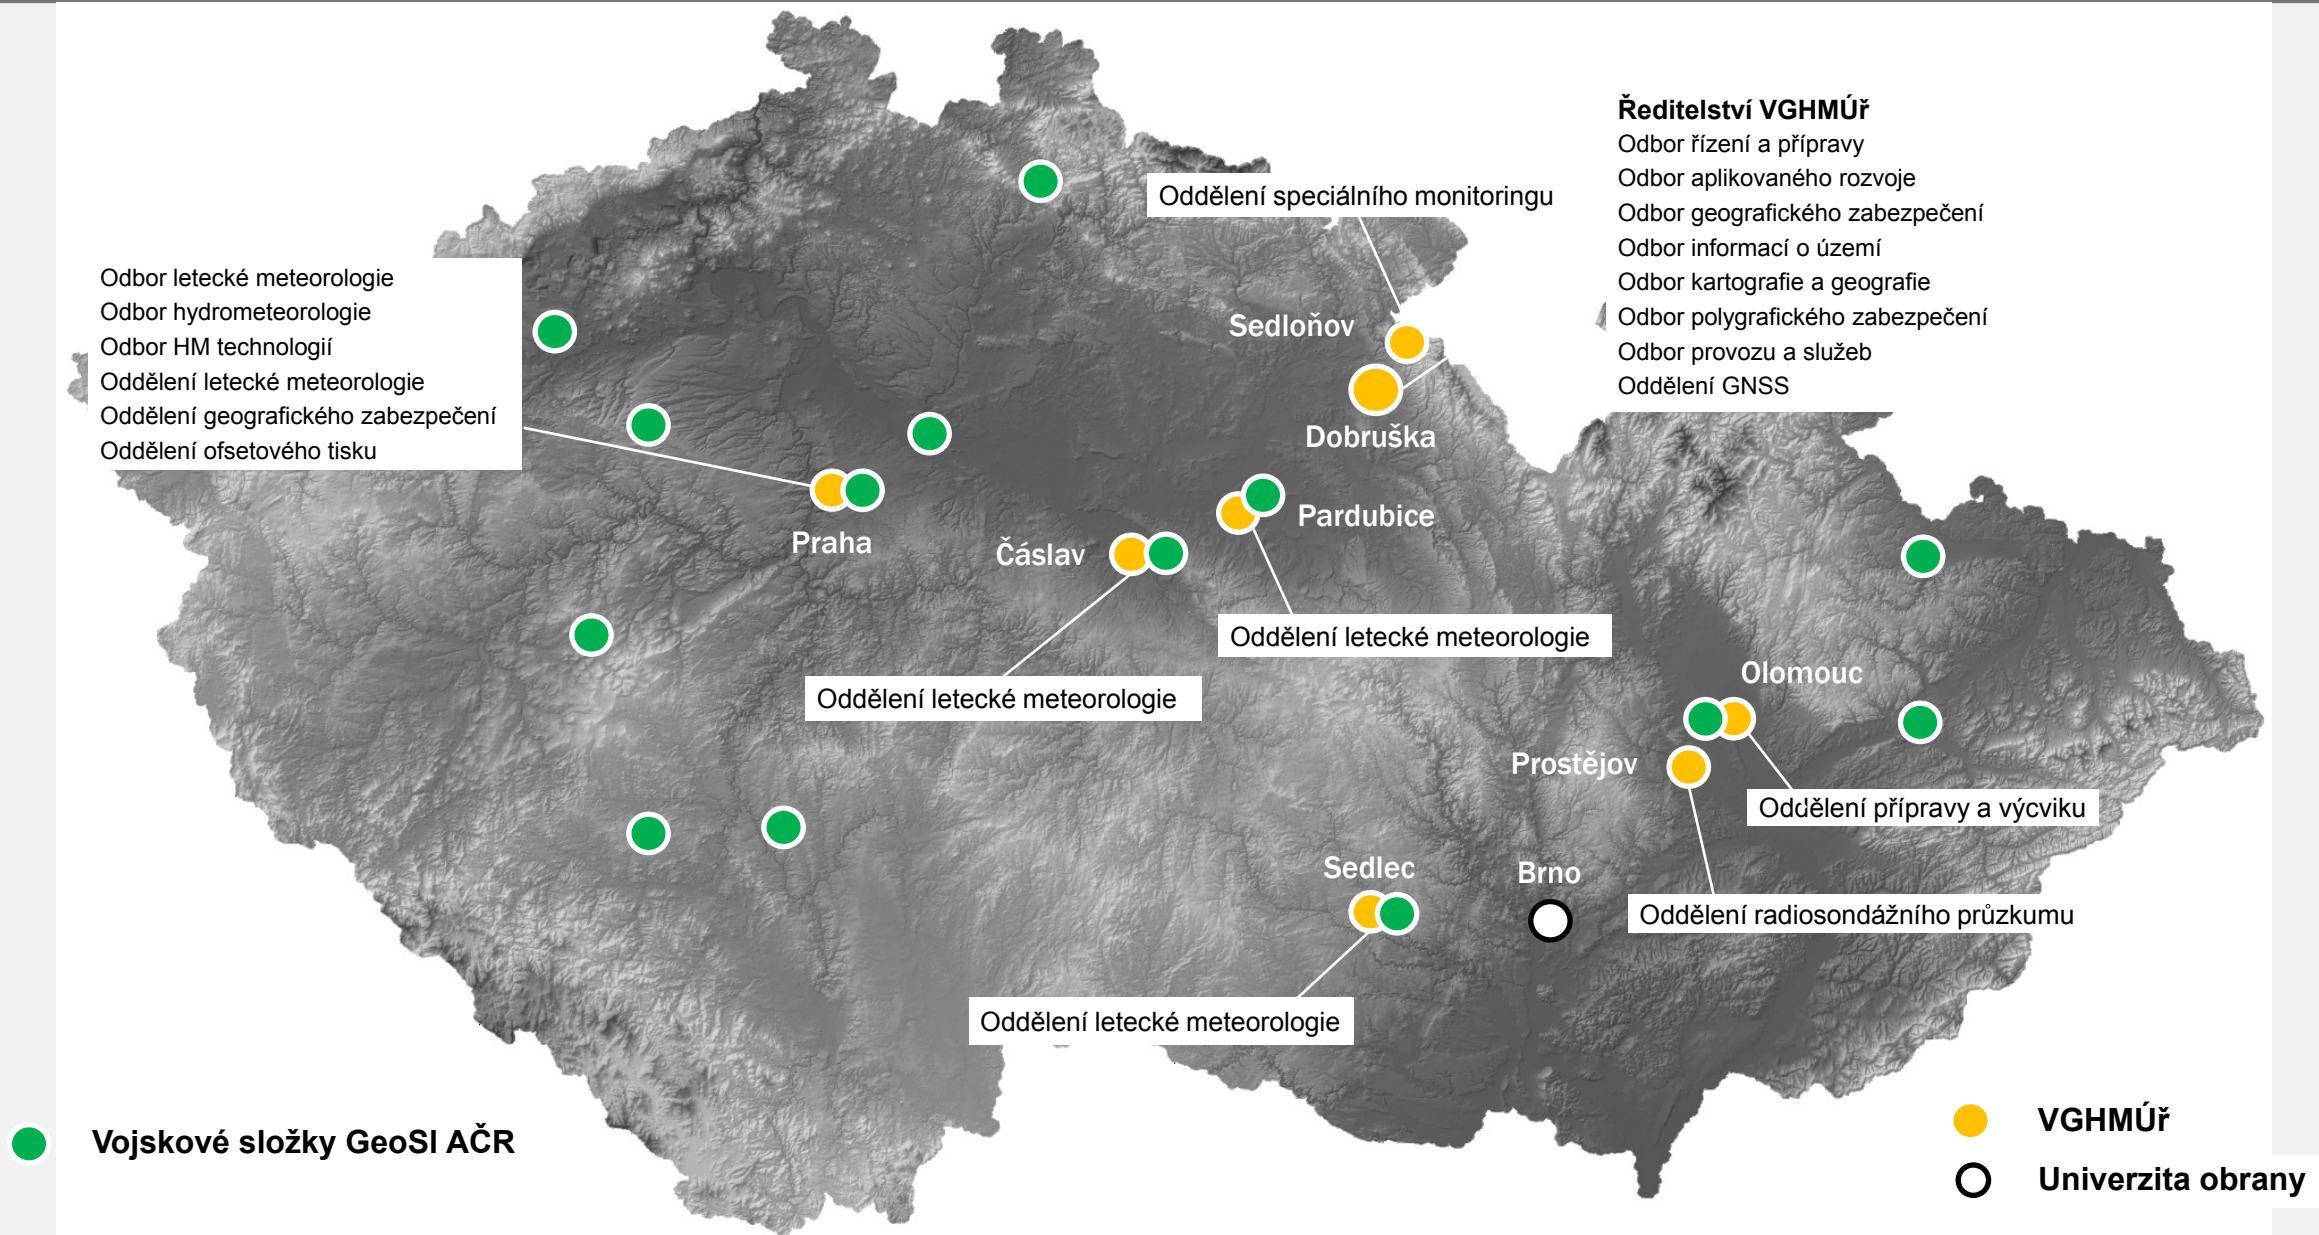 Ředitelství VGHMÚř
Odbor řízení a přípravy
Odbor aplikovaného rozvoje
Odbor geografického zabezpečení
Odbor informací o území
Odbor kartografie a geografie
Odbor polygrafického zabezpečení
Odbor provozu a služeb
Oddělení GNSS
Oddělení speciálního monitoringu
Odbor letecké meteorologie
Odbor hydrometeorologie
Odbor HM technologií
Oddělení letecké meteorologie
Oddělení geografického zabezpečení
Oddělení ofsetového tisku
Sedloňov
Dobruška
Praha
Čáslav
Pardubice
Oddělení letecké meteorologie
Oddělení letecké meteorologie
Olomouc
Prostějov
Oddělení přípravy a výcviku
Sedlec
Brno
Oddělení radiosondážního průzkumu
Oddělení letecké meteorologie
Vojskové složky GeoSl AČR
VGHMÚř
Univerzita obrany